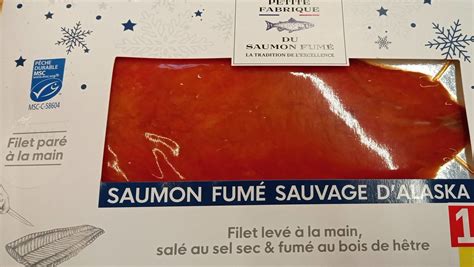 PETITE
FABRIQUE
DU
SAUMON FUMÉ
LA TRADITION DE L'EXCELLENCE
PÊCHE
DURABLE
MSC
MSC-C-58604
Filet paré
à la main
SAUMON FUMÉ SAUVAGE D'ALASKA
Filet levé à la main,
salé au sel sec & fumé au bois de hêtre
1